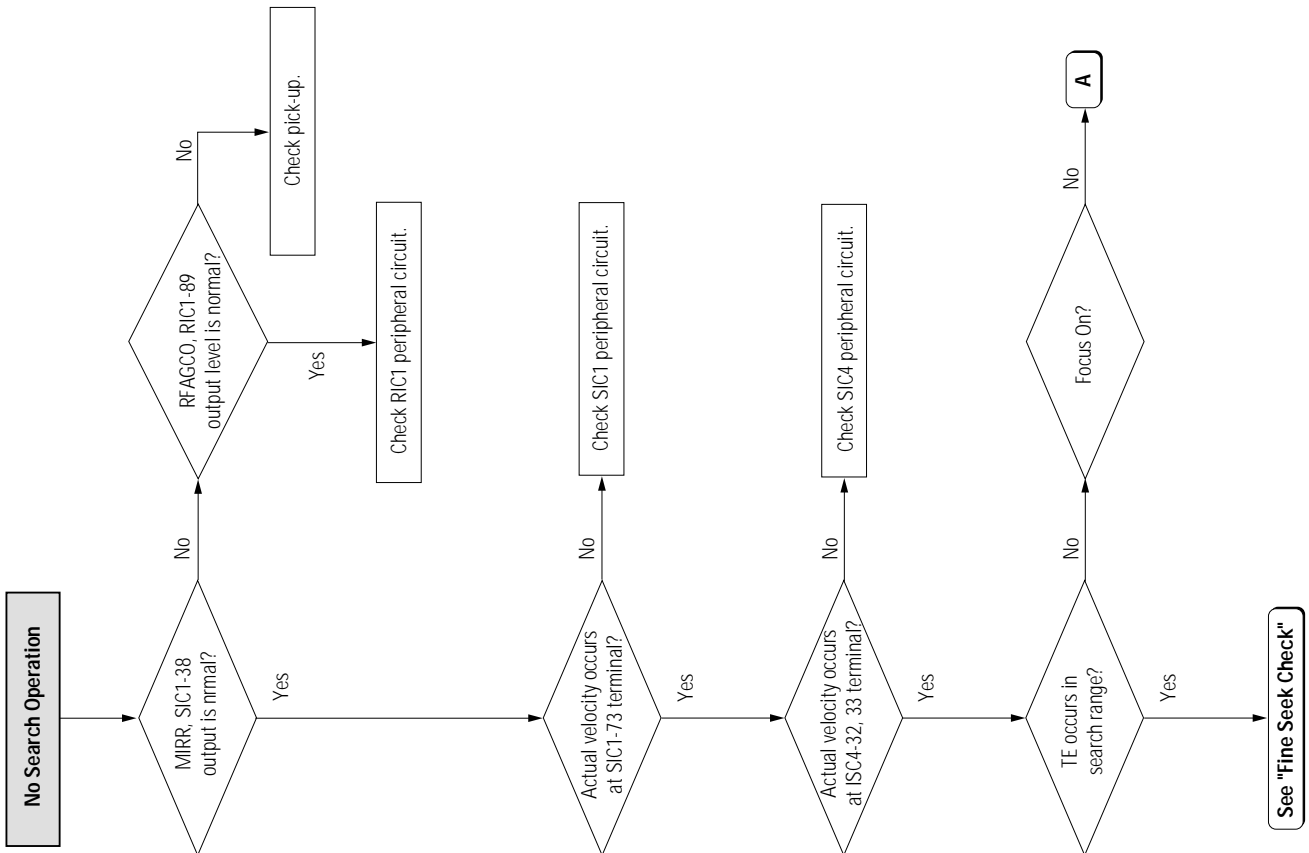 No Search Operation
MIRR, SIC1-38
output is nrmal?
No
RFAGCO, RIC1-89
output level is normal?
No
Check pick-up.
Yes
Check RIC1 peripheral circuit.
Yes
Actual velocity occurs
at SIC1-73 terminal?
No
Check SIC1 peripheral circuit.
Yes
Actual velocity occurs
at ISC4-32, 33 terminal?
No
Check SIC4 peripheral circuit.
Yes
TE occurs in
search range?
No
Focus On?
No
A
Yes
See "Fine Seek Check"